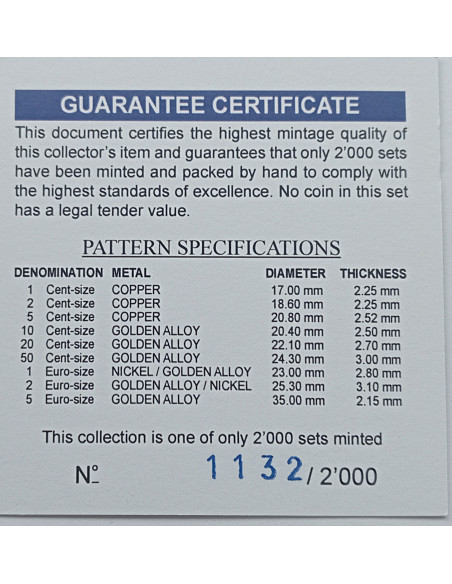 GUARANTEE CERTIFICATE
This document certifies the highest mintage quality of
this collector's item and guarantees that only 2'000 sets
have been minted and packed by hand to comply with
the highest standards of excellence. No coin in this set
has a legal tender value.
PATTERN SPECIFICATIONS
DENOMINATION METAL DIAMETER THICKNESS
1 Cent-size COPPER 17.00 mm 2.25 mm
2 Cent-size COPPER 18.60 mm 2.25 mm
5 Cent-size COPPER 20.80 mm 2.52 mm
10 Cent-size GOLDEN ALLOY 20.40 mm 2.50 mm
20 Cent-size GOLDEN ALLOY 22.10 mm 2.70 mm
50 Cent-size GOLDEN ALLOY 24.30 mm 3.00 mm
1 Euro-size NICKEL / GOLDEN ALLOY 23.00 mm 2.80 mm
2 Euro-size GOLDEN ALLOY / NICKEL 25.30 mm 3.10 mm
5 Euro-size GOLDEN ALLOY 35.00 mm 2.15 mm
This collection is one of only 2'000 sets minted
Nº 1132 / 2'000